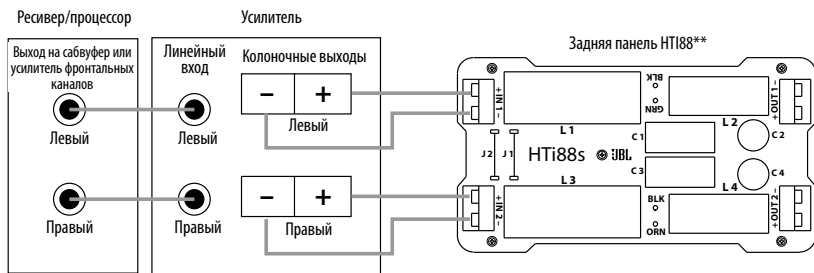 Ресивер/процессор
Усилитель
Выход на сабвуфер или
усилитель фронтальных
каналов
Левый
Правый
Линейный
вход
Левый
Правый
Колоночные выходы
− +
Левый
− +
Правый
Задняя панель HTI88**
+ IN 1 −
L 1
BLK
GRN
L 2
+ OUT 1 −
C 1
C 2
J 2
J 1
HTi88s
JBL
C 3
C 4
L 3
L 4
+ IN 2 −
BLK
ORN
+ OUT 2 −